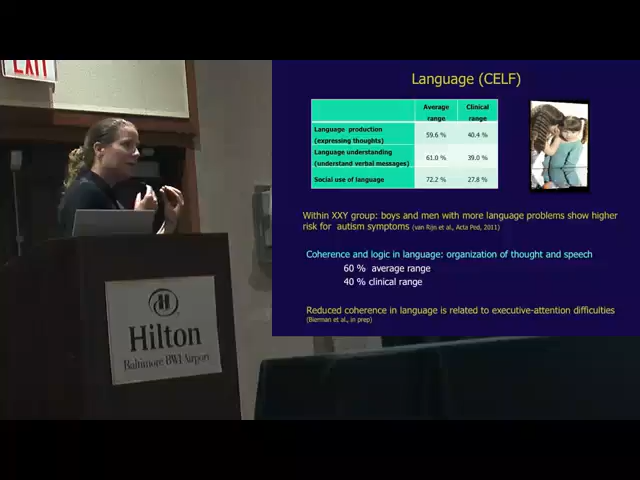 EXIT
Language (CELF)
Average range
Clinical range
Language production (expressing thoughts)
59.6 %
40.4 %
Language understanding (understand verbal messages)
61.0 %
39.0 %
Social use of language
72.2 %
27.8 %
Within XXY group: boys and men with more language problems show higher
risk for autism symptoms (van Rijn et al., Acta Ped, 2011)
Coherence and logic in language: organization of thought and speech
60 % average range
40 % clinical range
Reduced coherence in language is related to executive-attention difficulties
(Bierman et al., in prep)
H
Hilton
Baltimore BWI Airport